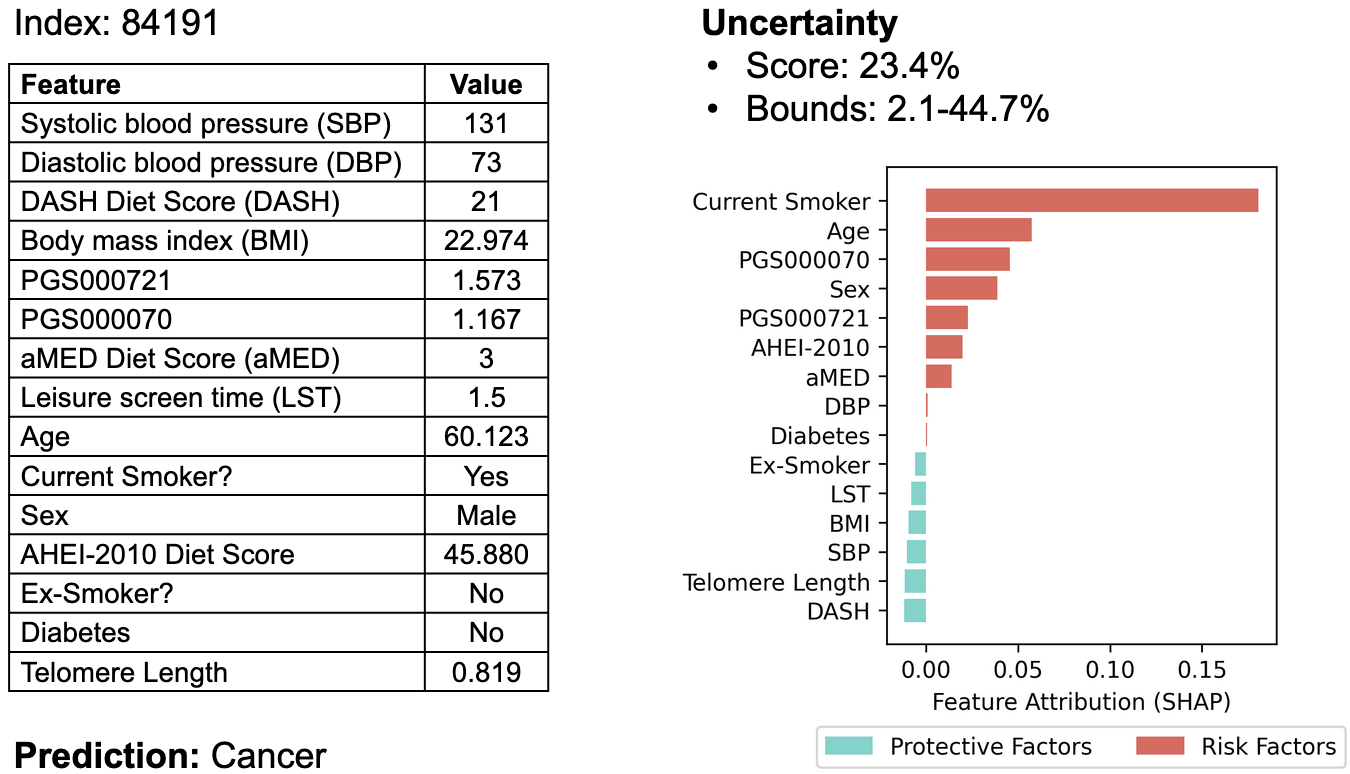 Index: 84191
Feature Value
Systolic blood pressure (SBP) 131
Diastolic blood pressure (DBP) 73
DASH Diet Score (DASH) 21
Body mass index (BMI) 22.974
PGS000721 1.573
PGS000070 1.167
aMED Diet Score (aMED) 3
Leisure screen time (LST) 1.5
Age 60.123
Current Smoker? Yes
Sex Male
AHEI-2010 Diet Score 45.880
Ex-Smoker? No
Diabetes No
Telomere Length 0.819
Prediction: Cancer
Uncertainty
• Score: 23.4%
• Bounds: 2.1-44.7%
Current Smoker
Age
PGS000070
Sex
PGS000721
AHEI-2010
aMED
DBP
Diabetes
Ex-Smoker
LST
BMI
SBP
Telomere Length
DASH
0.00 0.05 0.10 0.15
Feature Attribution (SHAP)
Protective Factors Risk Factors